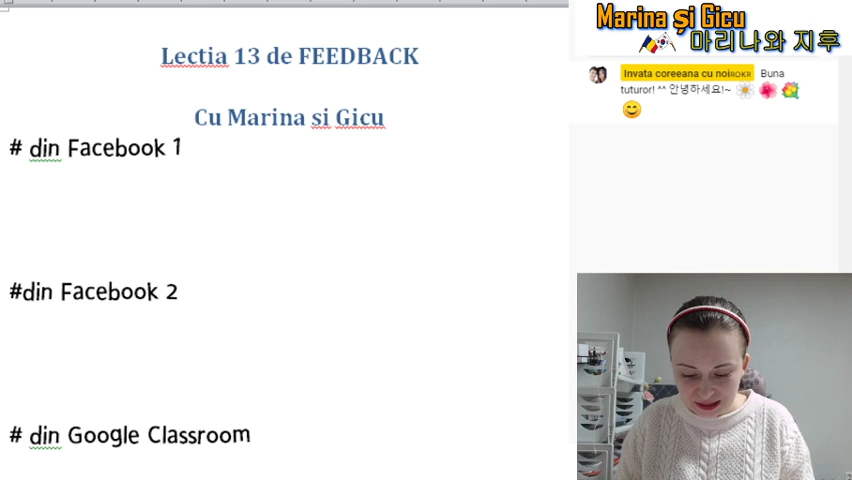 Lectia 13 de FEEDBACK
Cu Marina si Gicu
# din Facebook 1
#din Facebook 2
# din Google Classroom
Marina și Gicu
마리나와 지후
Invata coreeana cu noiROKR Buna
tuturor! ^^ 안녕하세요!~